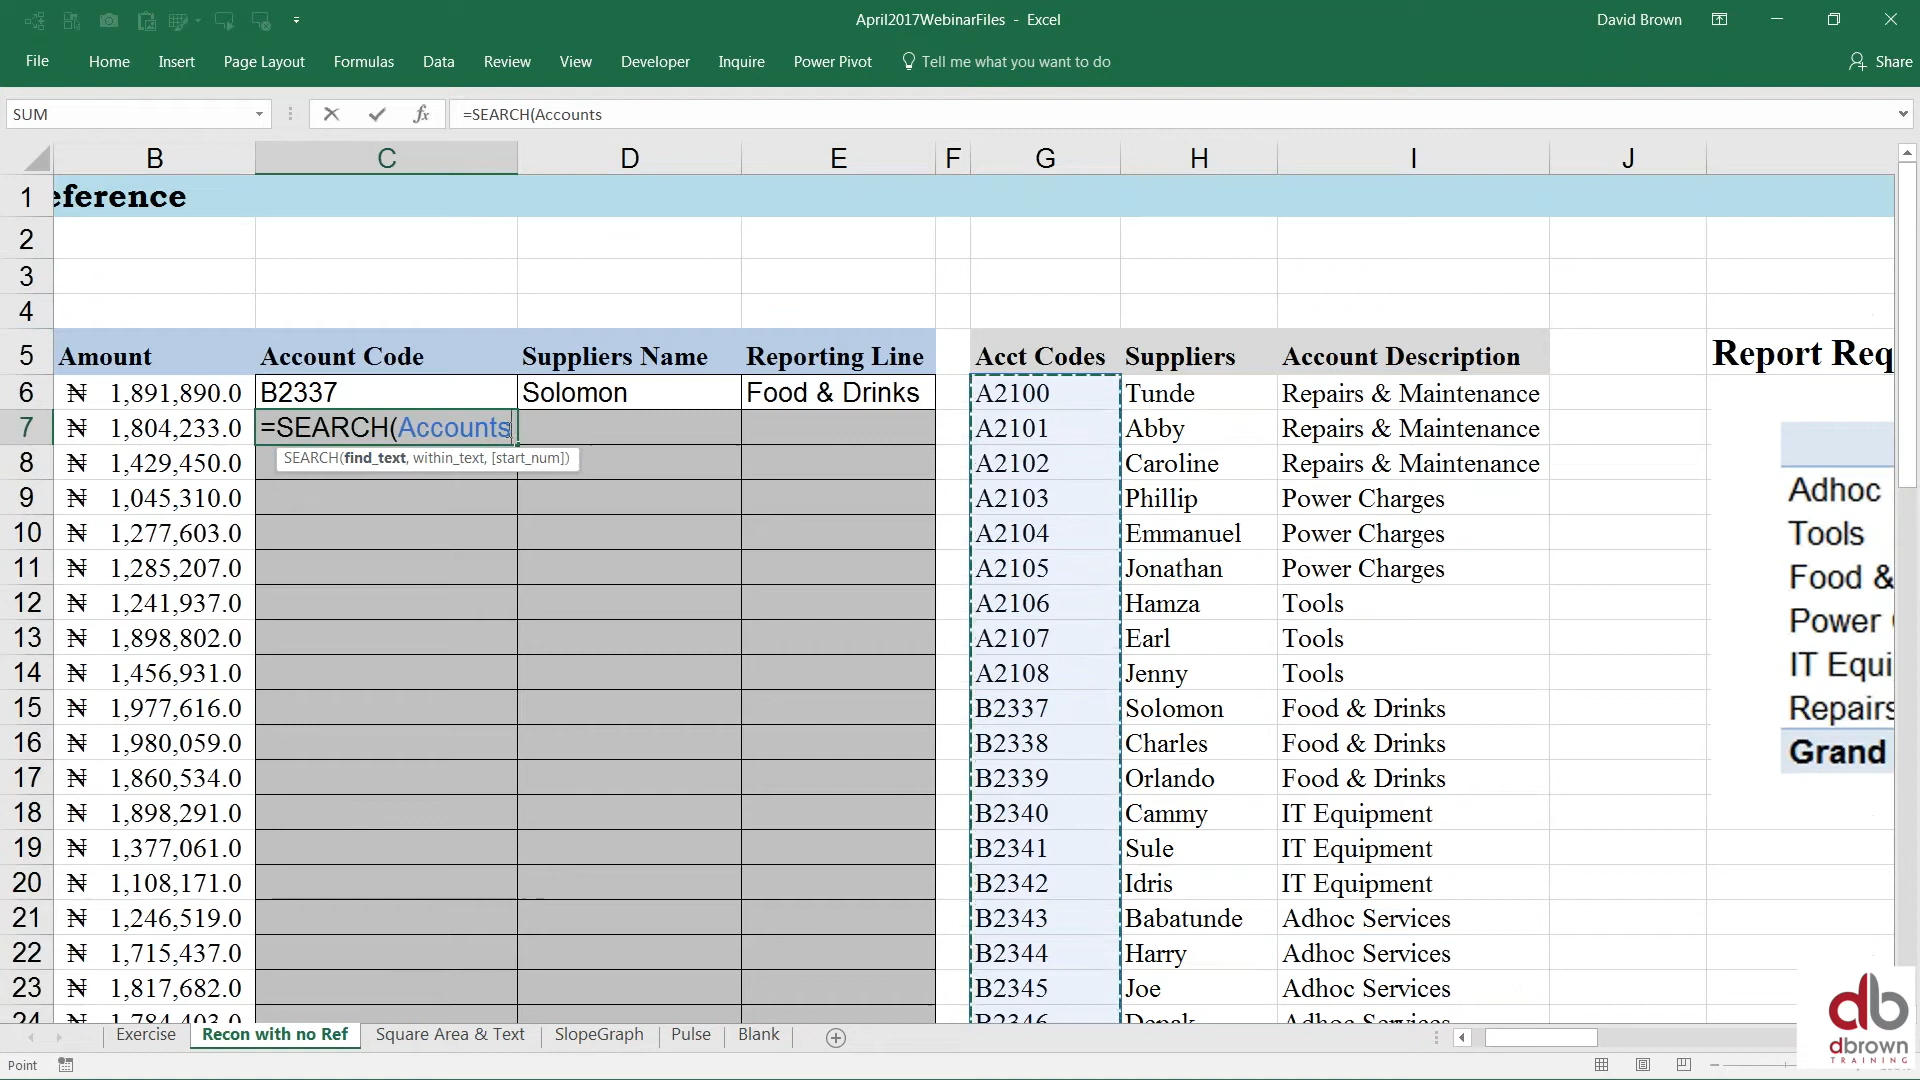 April2017WebinarFiles - Excel
David Brown
File Home Insert Page Layout Formulas Data Review View Developer Inquire Power Pivot Tell me what you want to do Share
SUM fx =SEARCH(Accounts
B C D E F G H I J
1 eference
2
3
4
5 Amount Account Code Suppliers Name Reporting Line Acct Codes Suppliers Account Description Report Req
6 ₦ 1,891,890.0 B2337 Solomon Food & Drinks A2100 Tunde Repairs & Maintenance
7 ₦ 1,804,233.0 =SEARCH(Accounts A2101 Abby Repairs & Maintenance
SEARCH(find_text, within_text, [start_num])
8 ₦ 1,429,450.0 A2102 Caroline Repairs & Maintenance
9 ₦ 1,045,310.0 A2103 Phillip Power Charges Adhoc
10 ₦ 1,277,603.0 A2104 Emmanuel Power Charges Tools
11 ₦ 1,285,207.0 A2105 Jonathan Power Charges Food &
12 ₦ 1,241,937.0 A2106 Hamza Tools Power
13 ₦ 1,898,802.0 A2107 Earl Tools IT Equi
14 ₦ 1,456,931.0 A2108 Jenny Tools
15 ₦ 1,977,616.0 B2337 Solomon Food & Drinks Repairs
16 ₦ 1,980,059.0 B2338 Charles Food & Drinks Grand
17 ₦ 1,860,534.0 B2339 Orlando Food & Drinks
18 ₦ 1,898,291.0 B2340 Cammy IT Equipment
19 ₦ 1,377,061.0 B2341 Sule IT Equipment
20 ₦ 1,108,171.0 B2342 Idris IT Equipment
21 ₦ 1,246,519.0 B2343 Babatunde Adhoc Services
22 ₦ 1,715,437.0 B2344 Harry Adhoc Services
23 ₦ 1,817,682.0 B2345 Joe Adhoc Services
24 ₦ 1,784,403.0 B2346 Depak Adhoc Services
Exercise Recon with no Ref Square Area & Text SlopeGraph Pulse Blank
Point
db
dbrown
TRAINING